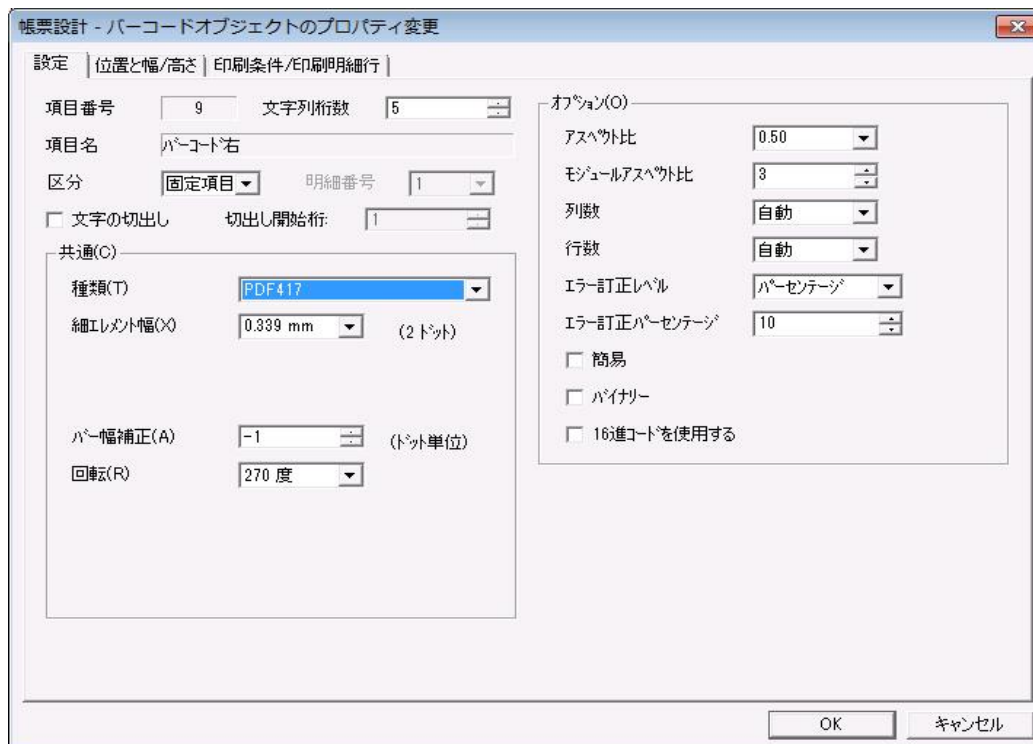 帳票設計 - バーコードオブジェクトのプロパティ変更
設定 位置と幅/高さ 印刷条件/印刷明細行
項目番号 9 文字列桁数 5
項目名 バーコード右
区分 固定項目 明細番号 1
文字の切出し 切出し開始桁: 1
共通(C)
種類(T) PDF417
細エレメント幅(X) 0.339 mm (2ドット)
バー幅補正(A) -1 (ドット単位)
回転(R) 270 度
オプション(O)
アスペクト比 0.50
モジュールアスペクト比 3
列数 自動
行数 自動
エラー訂正レベル パーセンテージ
エラー訂正パーセンテージ 10
簡易
バイナリー
16進コードを使用する
OK キャンセル